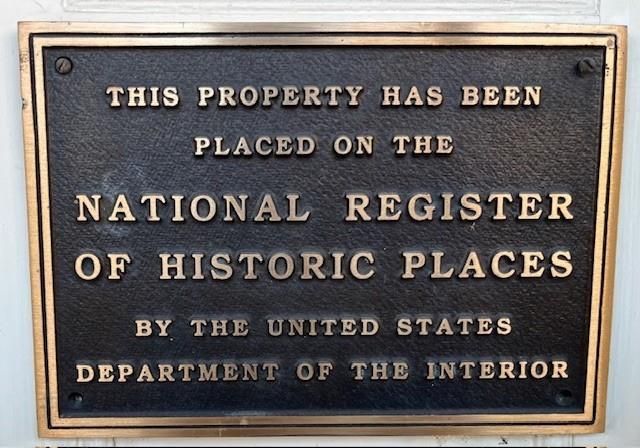 THIS PROPERTY HAS BEEN
PLACED ON THE
NATIONAL REGISTER
OF HISTORIC PLACES
BY THE UNITED STATES
DEPARTMENT OF THE INTERIOR